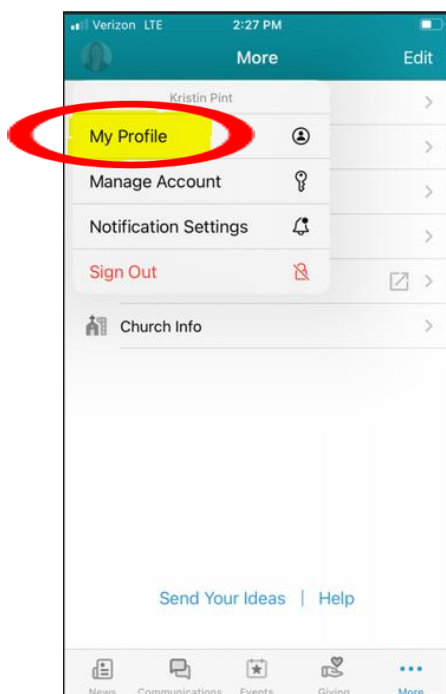 Verizon LTE 2:27 PM
More Edit
Kristin Pint
My Profile
Manage Account
Notification Settings
Sign Out
Church Info
Send Your Ideas | Help
News Communications Events Giving More